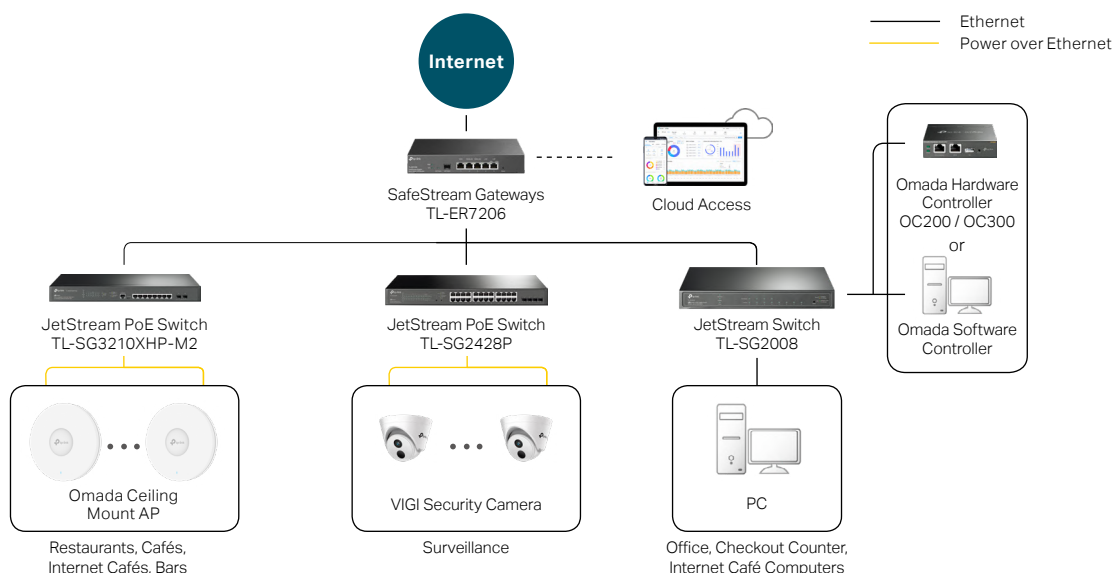 Ethernet
Power over Ethernet
Internet
SafeStream Gateways
TL-ER7206
Cloud Access
Omada Hardware
Controller
OC200 / OC300
or
Omada Software
Controller
JetStream PoE Switch
TL-SG3210XHP-M2
JetStream PoE Switch
TL-SG2428P
JetStream Switch
TL-SG2008
Omada Ceiling
Mount AP
VIGI Security Camera
PC
Restaurants, Cafés,
Internet Cafés, Bars
Surveillance
Office, Checkout Counter,
Internet Café Computers